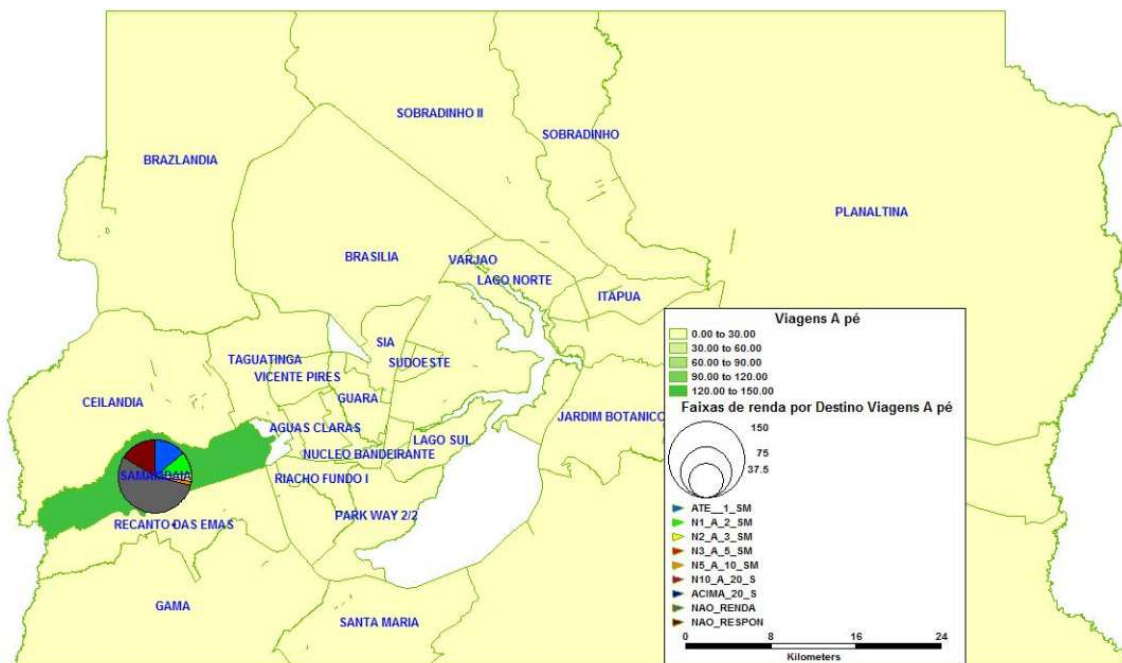 SOBRADINHO II
SOBRADINHO
BRAZLANDIA
PLANALTINA
BRASILIA
VARJAO
LAGO NORTE
ITAPUA
SIA
TAGUATINGA
SUDOESTE
VICENTE PIRES
CEILANDIA
GUARA
JARDIM BOTANICO
AGUAS CLARAS
LAGO SUL
NUCLEO BANDEIRANTE
SAMAMBAIA
RIACHO FUNDO I
PARK WAY 2/2
RECANTO DAS EMAS
GAMA
SANTA MARIA
Viagens A pé
0.00 to 30.00
30.00 to 60.00
60.00 to 90.00
90.00 to 120.00
120.00 to 150.00
Faixas de renda por Destino Viagens A pé
150
75
37.5
ATE__1_SM
N1_A_2_SM
N2_A_3_SM
N3_A_5_SM
N5_A_10_SM
N10_A_20_S
ACIMA_20_S
NAO_RENDA
NAO_RESPON
0 8 16 24
Kilometers